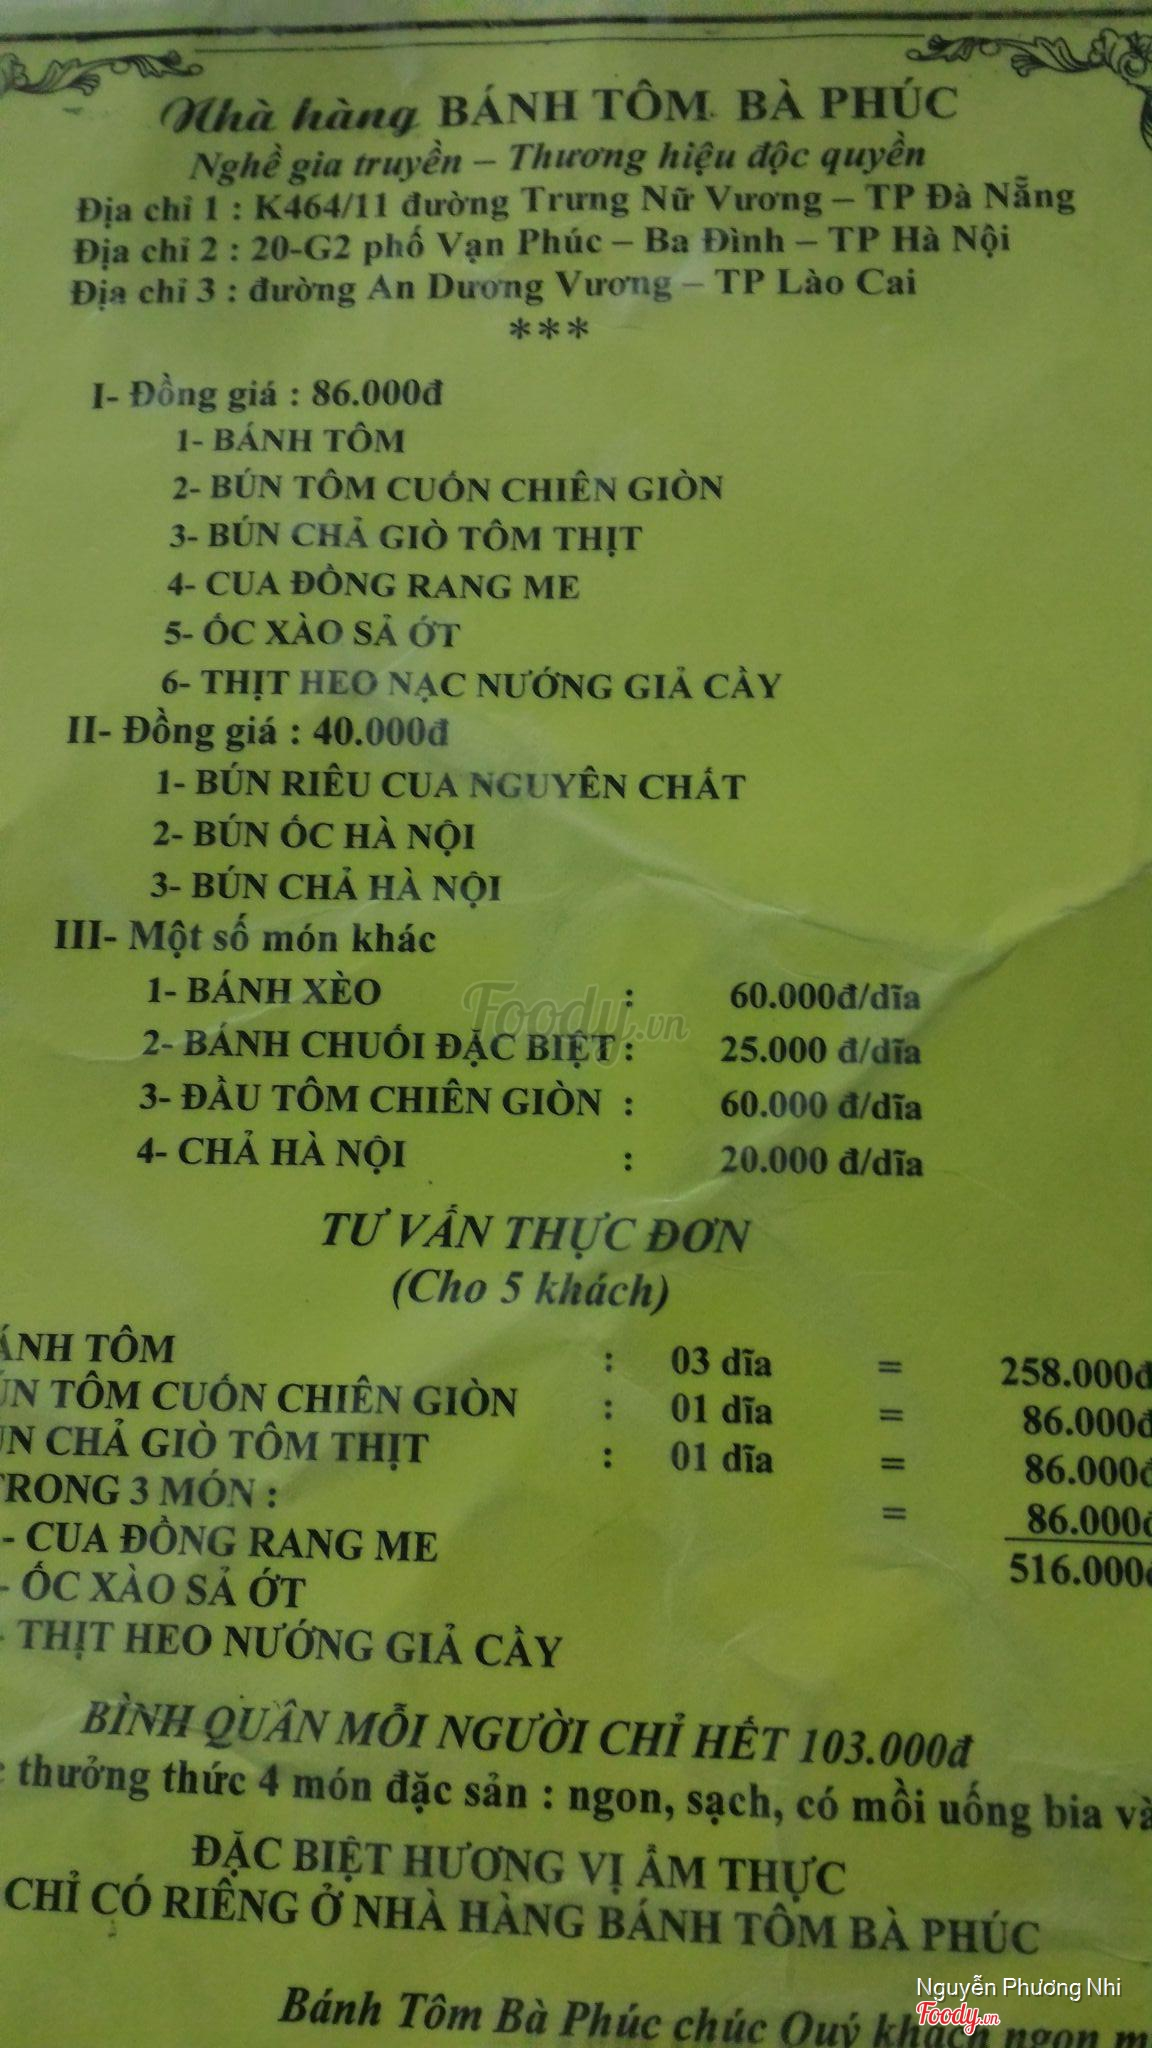 Nhà hàng BÁNH TÔM BÀ PHÚC
Nghề gia truyền – Thương hiệu độc quyền
Địa chỉ 1 : K464/11 đường Trưng Nữ Vương – TP Đà Nẵng
Địa chỉ 2 : 20-G2 phố Vạn Phúc – Ba Đình – TP Hà Nội
Địa chỉ 3 : đường An Dương Vương – TP Lào Cai
***
I- Đồng giá : 86.000đ
1- BÁNH TÔM
2- BÚN TÔM CUỐN CHIÊN GIÒN
3- BÚN CHẢ GIÒ TÔM THỊT
4- CUA ĐỒNG RANG ME
5- ỐC XÀO SẢ ỚT
6- THỊT HEO NẠC NƯỚNG GIẢ CẦY
II- Đồng giá : 40.000đ
1- BÚN RIÊU CUA NGUYÊN CHẤT
2- BÚN ỐC HÀ NỘI
3- BÚN CHẢ HÀ NỘI
III- Một số món khác
1- BÁNH XÈO : 60.000đ/dĩa
2- BÁNH CHUỐI ĐẶC BIỆT : 25.000 đ/dĩa
3- ĐẦU TÔM CHIÊN GIÒN : 60.000 đ/dĩa
4- CHẢ HÀ NỘI : 20.000 đ/dĩa
Foody.vn
TƯ VẤN THỰC ĐƠN
(Cho 5 khách)
ÁNH TÔM : 03 dĩa = 258.000đ
ÚN TÔM CUỐN CHIÊN GIÒN : 01 dĩa = 86.000đ
ÚN CHẢ GIÒ TÔM THỊT : 01 dĩa = 86.000đ
TRONG 3 MÓN : = 86.000đ
- CUA ĐỒNG RANG ME 516.000đ
- ỐC XÀO SẢ ỚT
- THỊT HEO NƯỚNG GIẢ CẦY
BÌNH QUÂN MỖI NGƯỜI CHỈ HẾT 103.000đ
thưởng thức 4 món đặc sản : ngon, sạch, có mồi uống bia và
ĐẶC BIỆT HƯƠNG VỊ ẨM THỰC
CHỈ CÓ RIÊNG Ở NHÀ HÀNG BÁNH TÔM BÀ PHÚC
Bánh Tôm Bà Phúc chúc Quý khách ngon
Nguyễn Phương Nhi
Foody.vn